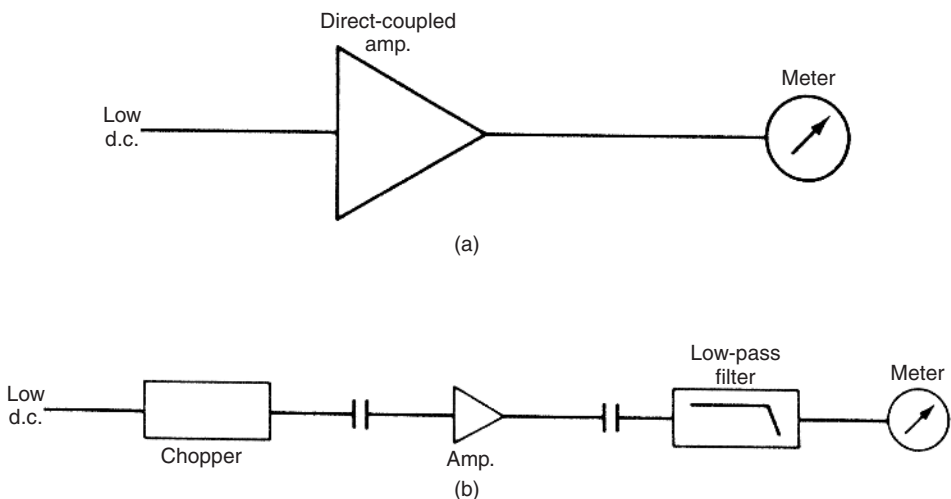 Direct-coupled
amp.
Meter
Low
d.c.
(a)
Low
d.c.
Chopper
Amp.
Low-pass
filter
Meter
(b)